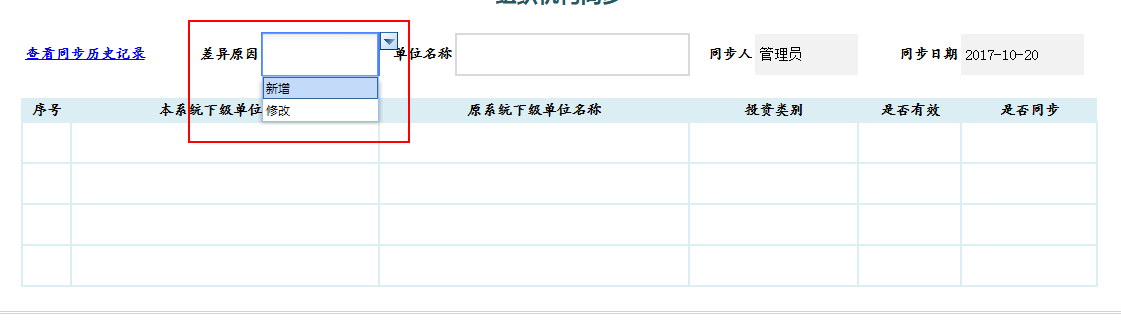 查看同步历史记录 差异原因 单位名称 同步人 管理员 同步日期 2017-10-20
新增
修改
序号 本系统下级单位 原系统下级单位名称 投资类别 是否有效 是否同步